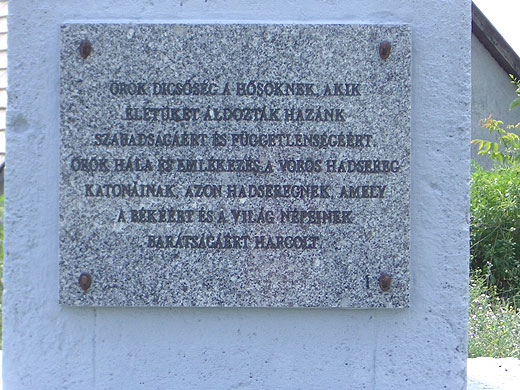 ÖRÖK DICSŐSÉG A HŐSÖKNEK, AKIK
ÉLETÜKET ÁLDOZTÁK HAZÁNK
SZABADSÁGÁÉRT ÉS FÜGGETLENSÉGÉÉRT.
ÖRÖK HÁLA ÉS EMLÉKEZÉS A VÖRÖS HADSEREG
KATONÁINAK, AZON HADSEREGNEK, AMELY
A BÉKÉÉRT ÉS A VILÁG NÉPEINEK
BARÁTSÁGÁÉRT HARCOLT.